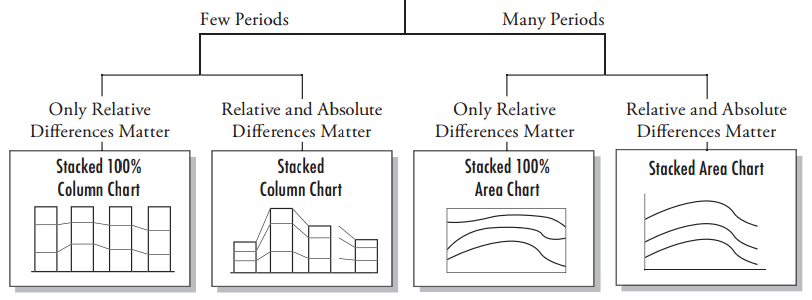 Few Periods
Many Periods
Only Relative
Differences Matter
Relative and Absolute
Differences Matter
Only Relative
Differences Matter
Relative and Absolute
Differences Matter
Stacked 100%
Column Chart
Stacked
Column Chart
Stacked 100%
Area Chart
Stacked Area Chart